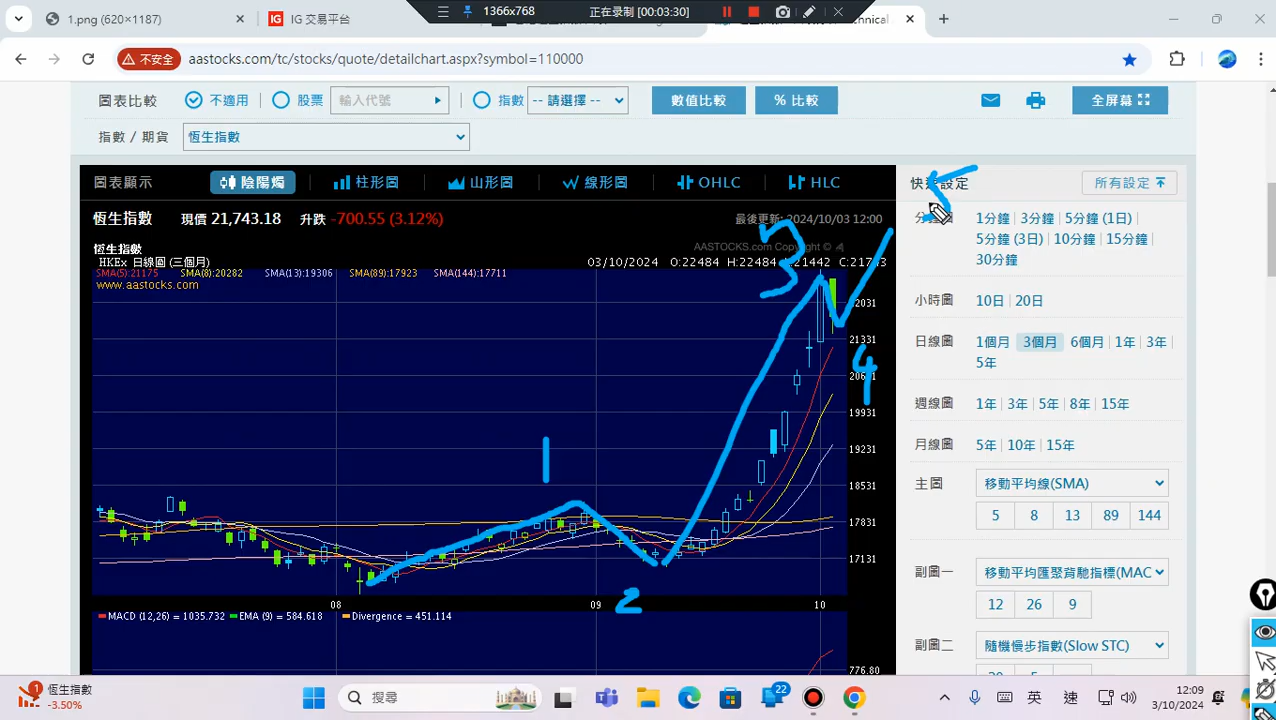 1.png (620×1187)
IG 交易平台
1366x768
正在录制 [00:03:30]
chnical
不安全
aastocks.com/tc/stocks/quote/detailchart.aspx?symbol=110000
圖表比較
不適用
股票
輸入代號
指數
-- 請選擇 --
數值比較
% 比較
全屏幕
指數 / 期貨
恆生指數
圖表顯示
陰陽燭
柱形圖
山形圖
線形圖
OHLC
HLC
恆生指數
現價 21,743.18
升跌 -700.55 (3.12%)
最後更新: 2024/10/03 12:00
恆生指數
AASTOCKS.com Copyright ©
HKEx 日線圖 (三個月)
03/10/2024 O:22484 H:22484
SMA(5):21175
SMA(8):20282
SMA(13):19306
SMA(89):17923
SMA(144):17711
www.aastocks.com
22031
21331
19931
19231
18531
17831
17131
08
09
10
1
2
3
4
5
MACD (12,26) = 1035.732
EMA (9) = 584.618
Divergence = 451.114
776.80
所有設定
1分鐘 | 3分鐘 | 5分鐘 (1日) |
5分鐘 (3日) | 10分鐘 | 15分鐘 |
30分鐘
小時圖
10日 | 20日
日線圖
1個月 3個月 6個月 | 1年 | 3年 |
5年
週線圖
1年 | 3年 | 5年 | 8年 | 15年
月線圖
5年 | 10年 | 15年
主圖
移動平均線(SMA)
5
8
13
89
144
副圖一
移動平均匯聚背馳指標(MAC
12
26
9
副圖二
隨機慢步指數(Slow STC)
恆生指數
-3.50%
搜尋
22
英
速
12:09
3/10/2024